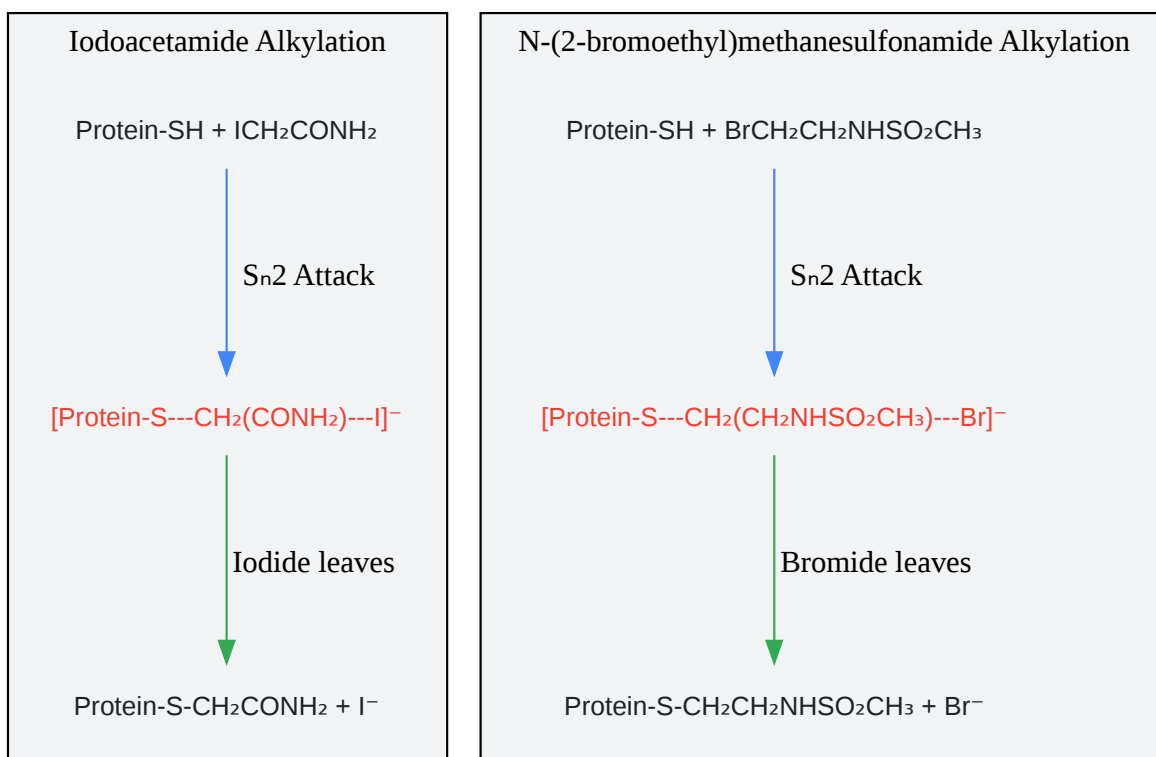 Iodoacetamide Alkylation
Protein-SH + ICH₂CONH₂
Sₙ2 Attack
[Protein-S---CH₂(CONH₂)---I]⁻
Iodide leaves
Protein-S-CH₂CONH₂ + I⁻
N-(2-bromoethyl)methanesulfonamide Alkylation
Protein-SH + BrCH₂CH₂NHSO₂CH₃
Sₙ2 Attack
[Protein-S---CH₂(CH₂NHSO₂CH₃)---Br]⁻
Bromide leaves
Protein-S-CH₂CH₂NHSO₂CH₃ + Br⁻